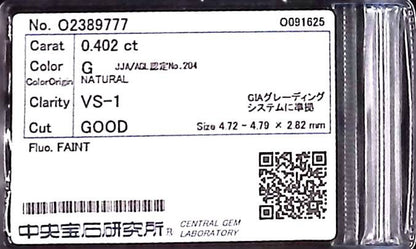 No. O2389777 O091625
Carat 0.402 ct
Color G JJA/AGL認定No.204
ColorOrigin NATURAL
Clarity VS-1 GIAグレーディング
システムに準拠
Cut GOOD Size 4.72 – 4.79 × 2.82 mm
Fluo. FAINT
中央宝石研究所® CENTRAL GEM
LABORATORY